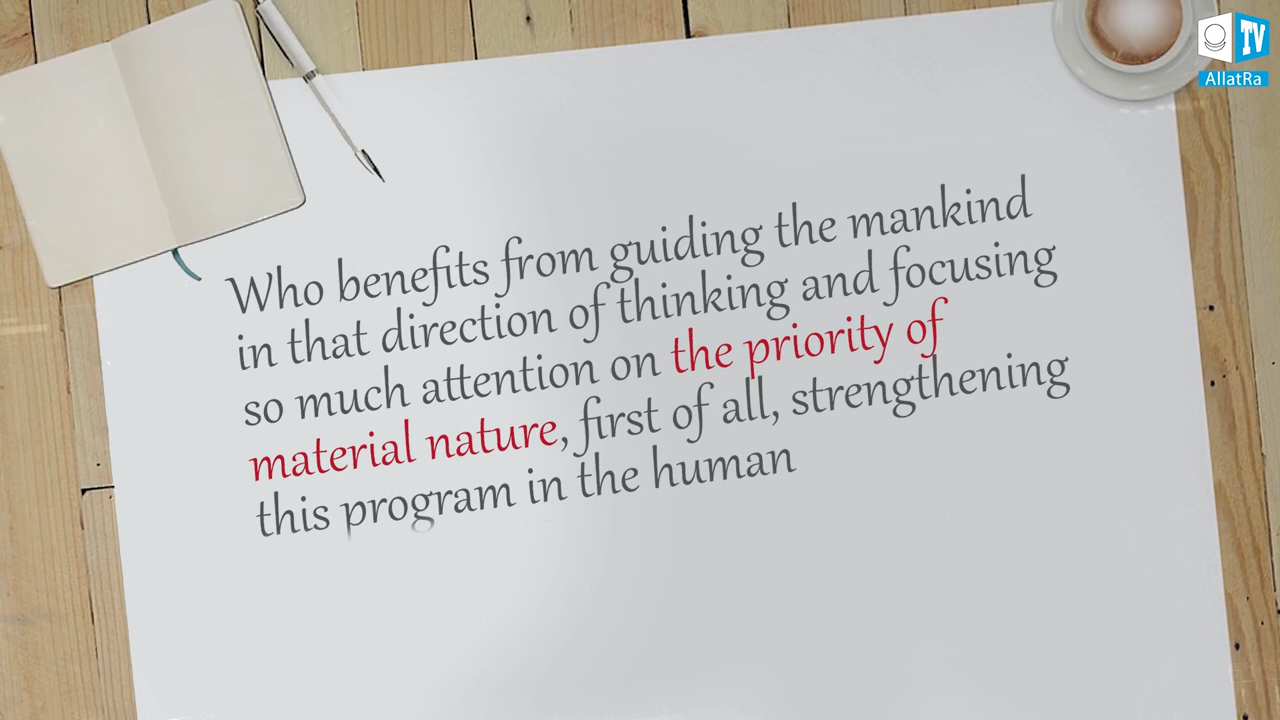 Who benefits from guiding the mankind
in that direction of thinking and focusing
so much attention on the priority of
material nature, first of all, strengthening
this program in the human
TV
AllatRa